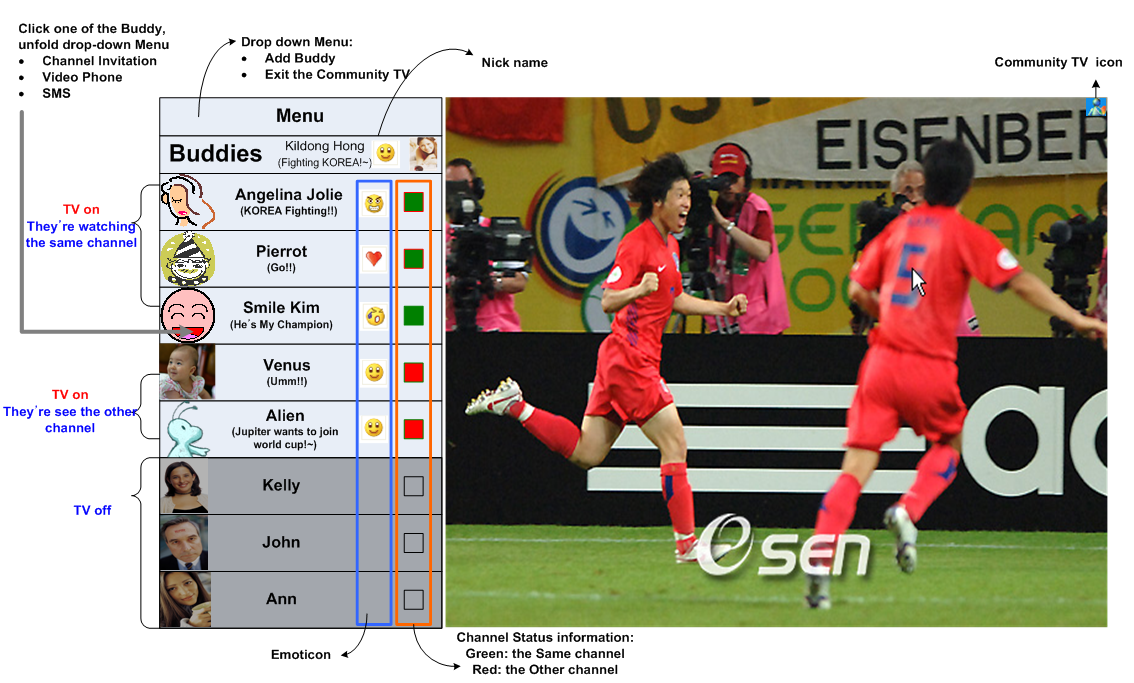 Click one of the Buddy,
unfold drop-down Menu
• Channel Invitation
• Video Phone
• SMS
Drop down Menu:
• Add Buddy
• Exit the Community TV
Nick name
Community TV icon
Menu
Buddies
Kildong Hong
(Fighting KOREA!~)
TV on
They´re watching
the same channel
Angelina Jolie
(KOREA Fighting!!)
Pierrot
(Go!!)
Smile Kim
(He´s My Champion)
TV on
They´re see the other
channel
Venus
(Umm!!)
Alien
(Jupiter wants to join
world cup!~)
TV off
Kelly
John
Ann
EISENBER
5
SEN
Emoticon
Channel Status information:
Green: the Same channel
Red: the Other channel